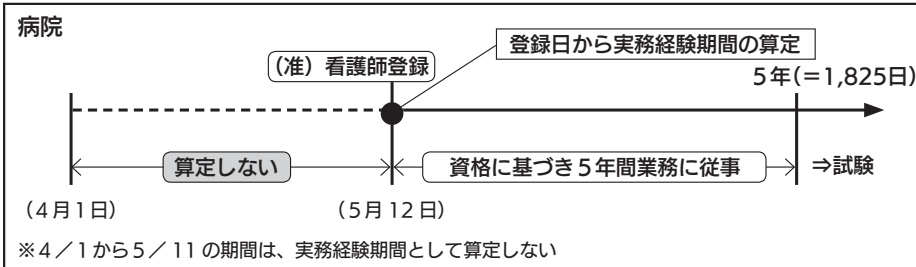 病院
登録日から実務経験期間の算定
(准)看護師登録
5年(=1,825日)
算定しない
資格に基づき5年間業務に従事
⇒試験
(4月1日)
(5月12日)
※4/1から5/11の期間は、実務経験期間として算定しない